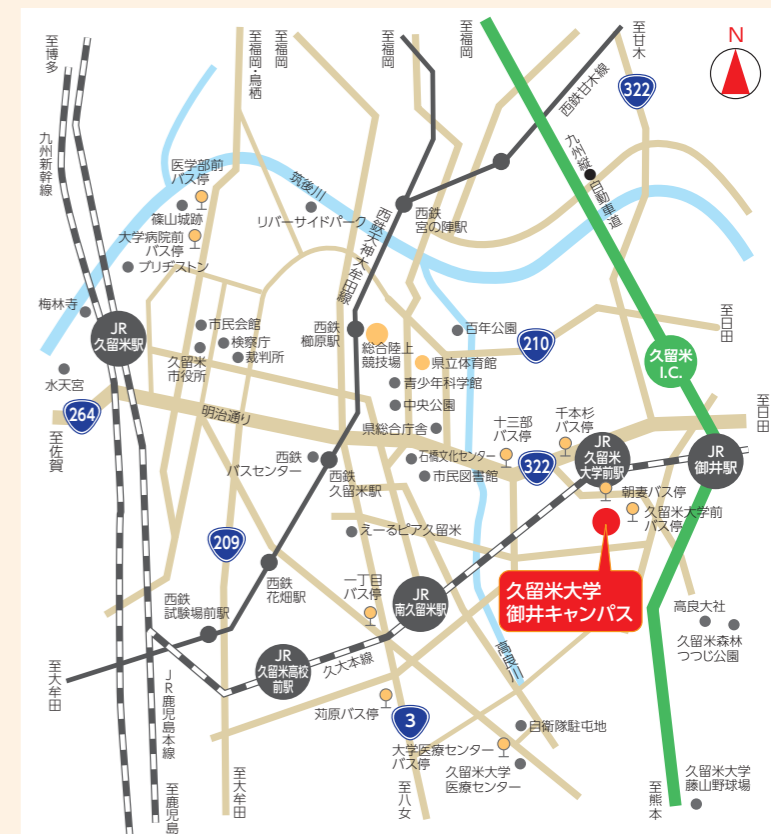 至博多
至福岡・鳥栖
至福岡
至福岡
至福岡
至甘木
N
322
西鉄甘木線
九州新幹線
医学部前
バス停
筑後川
九州縦
自動車道
篠山城跡
リバーサイドパーク
西鉄
宮の陣駅
大学病院前
バス停
西鉄天神大牟田線
ブリヂストン
梅林寺
JR
久留米駅
市民会館
検察庁
裁判所
久留米
市役所
西鉄
櫛原駅
総合陸上
競技場
百年公園
県立体育館
210
至日田
久留米
I.C.
水天宮
青少年科学館
中央公園
264
明治通り
県総合庁舎
十三部
バス停
千本杉
バス停
至日田
至佐賀
西鉄
バスセンター
西鉄
久留米駅
石橋文化センター
市民図書館
322
JR
久留米
大学前駅
JR
御井駅
朝妻バス停
久留米大学前
バス停
209
えーるピア久留米
西鉄
花畑駅
一丁目
バス停
JR
南久留米駅
久留米大学
御井キャンパス
西鉄
試験場前駅
高良大社
久留米森林
つつじ公園
至大牟田
JR
久留米高校
前駅
久大本線
高良川
JR鹿児島本線
苅原バス停
3
自衛隊駐屯地
大学医療センター
バス停
久留米大学
医療センター
至鹿児島
至大牟田
至八女
至熊本
久留米大学
藤山野球場